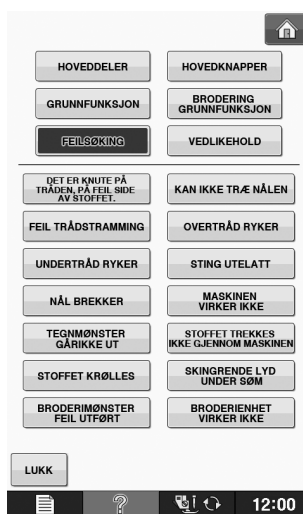 HOVEDDELER
HOVEDKNAPPER
GRUNNFUNKSJON
BRODERING
GRUNNFUNKSJON
FEILSØKING
VEDLIKEHOLD
DET ER KNUTE PÅ
TRÅDEN, PÅ FEIL SIDE
AV STOFFET.
KAN IKKE TRÆ NÅLEN
FEIL TRÅDSTRAMMING
OVERTRÅD RYKER
UNDERTRÅD RYKER
STING UTELATT
NÅL BREKKER
MASKINEN
VIRKER IKKE
TEGNMØNSTER
GÅRIKKE UT
STOFFET TREKKES
IKKE GJENNOM MASKINEN
STOFFET KRØLLES
SKINGRENDE LYD
UNDER SØM
BRODERIMØNSTER
FEIL UTFØRT
BRODERIENHET
VIRKER IKKE
LUKK
12:00